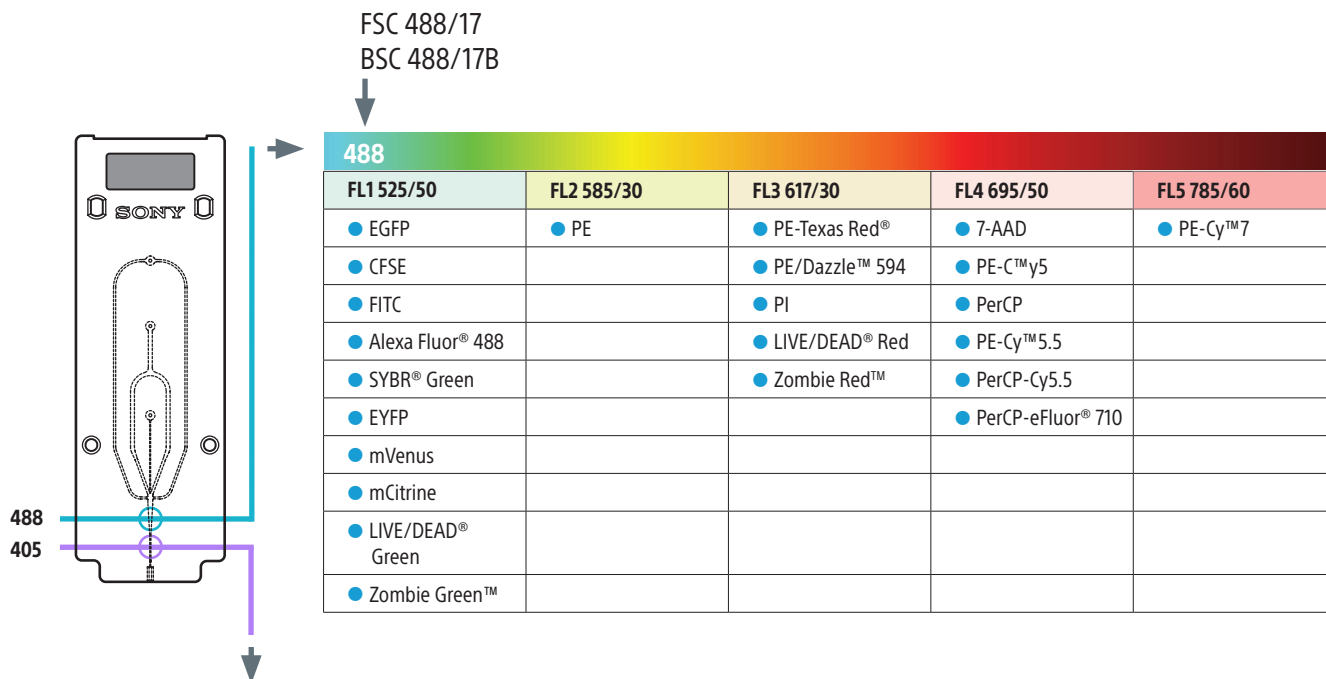 FSC 488/17
BSC 488/17B
488
FL1 525/50 FL2 585/30 FL3 617/30 FL4 695/50 FL5 785/60
EGFP PE PE-Texas Red® 7-AAD PE-Cy™7
CFSE PE/Dazzle™ 594 PE-C™y5
FITC PI PerCP
Alexa Fluor® 488 LIVE/DEAD® Red PE-Cy™5.5
SYBR® Green Zombie Red™ PerCP-Cy5.5
EYFP PerCP-eFluor® 710
mVenus
mCitrine
LIVE/DEAD®
Green
Zombie Green™
SONY
488
405